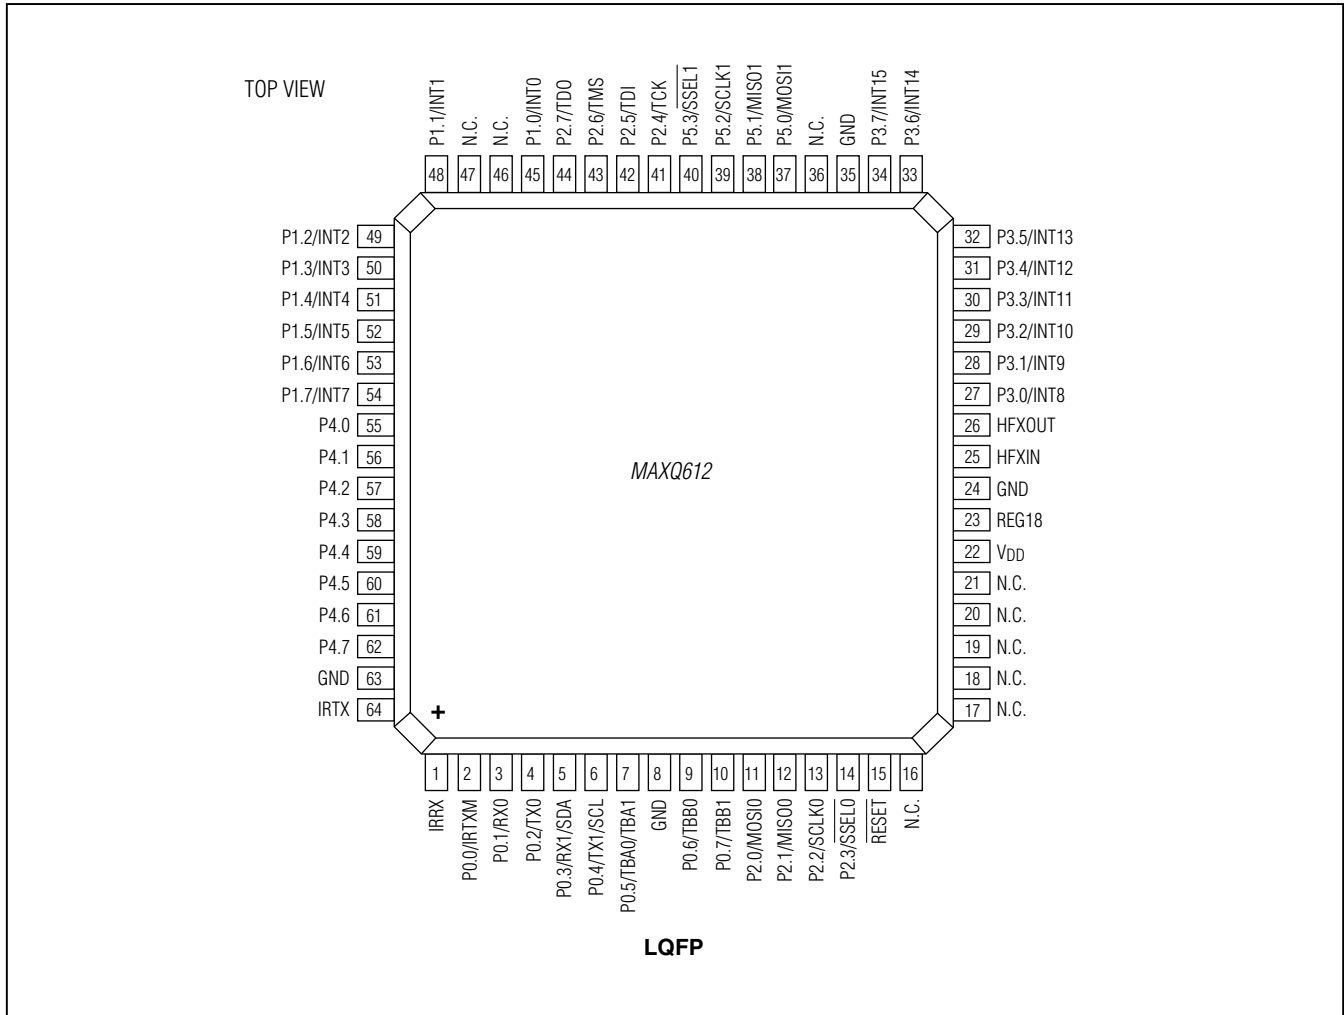 TOP VIEW
P1.1/INT1
N.C.
N.C.
P1.0/INT0
P2.7/TDO
P2.6/TMS
P2.5/TDI
P2.4/TCK
P5.3/SSEL1
P5.2/SCLK1
P5.1/MISO1
P5.0/MOSI1
N.C.
GND
P3.7/INT15
P3.6/INT14
48 47 46 45 44 43 42 41 40 39 38 37 36 35 34 33
P1.2/INT2 49
P1.3/INT3 50
P1.4/INT4 51
P1.5/INT5 52
P1.6/INT6 53
P1.7/INT7 54
P4.0 55
P4.1 56
P4.2 57
P4.3 58
P4.4 59
P4.5 60
P4.6 61
P4.7 62
GND 63
IRTX 64
MAXQ612
32 P3.5/INT13
31 P3.4/INT12
30 P3.3/INT11
29 P3.2/INT10
28 P3.1/INT9
27 P3.0/INT8
26 HFXOUT
25 HFXIN
24 GND
23 REG18
22 VDD
21 N.C.
20 N.C.
19 N.C.
18 N.C.
17 N.C.
+
1 2 3 4 5 6 7 8 9 10 11 12 13 14 15 16
IRRX
P0.0/IRTXM
P0.1/RX0
P0.2/TX0
P0.3/RX1/SDA
P0.4/TX1/SCL
P0.5/TBA0/TBA1
GND
P0.6/TBB0
P0.7/TBB1
P2.0/MOSI0
P2.1/MISO0
P2.2/SCLK0
P2.3/SSEL0
RESET
N.C.
LQFP